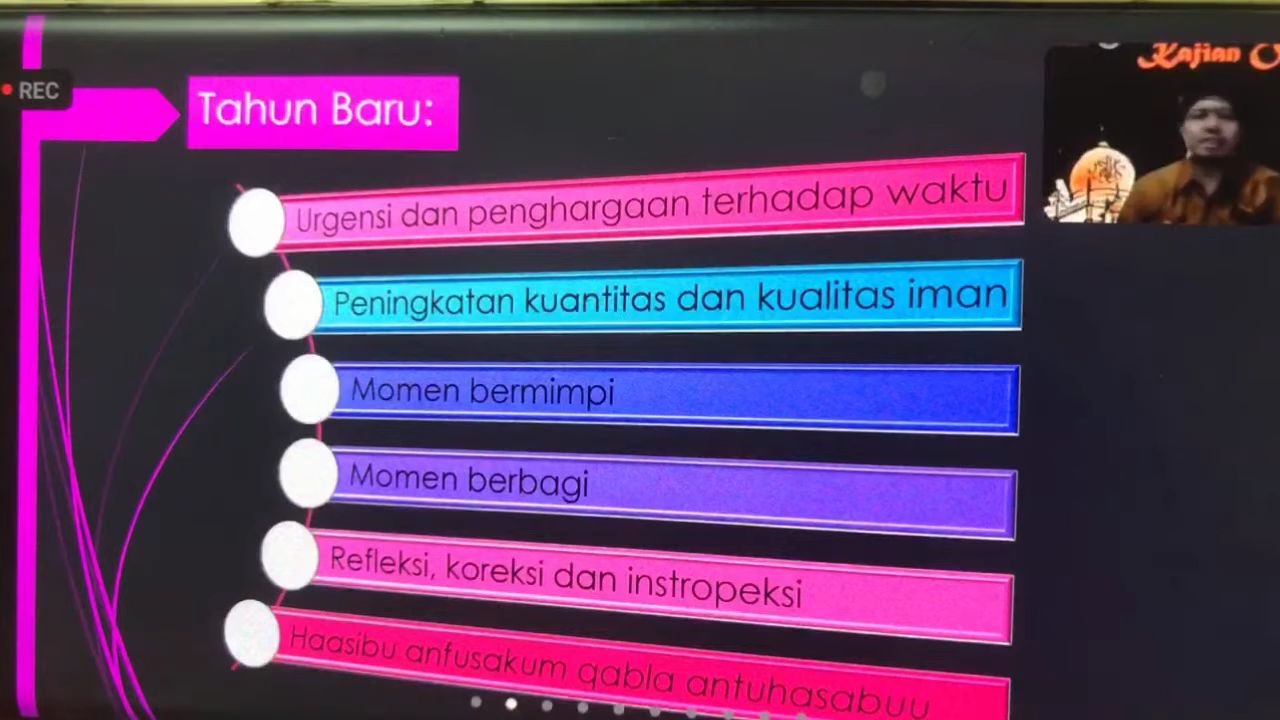 REC
Tahun Baru:
Kajian
Urgensi dan penghargaan terhadap waktu
Peningkatan kuantitas dan kualitas iman
Momen bermimpi
Momen berbagi
Refleksi, koreksi dan instropeksi
Haasibu anfusakum qabla antuhasabuu